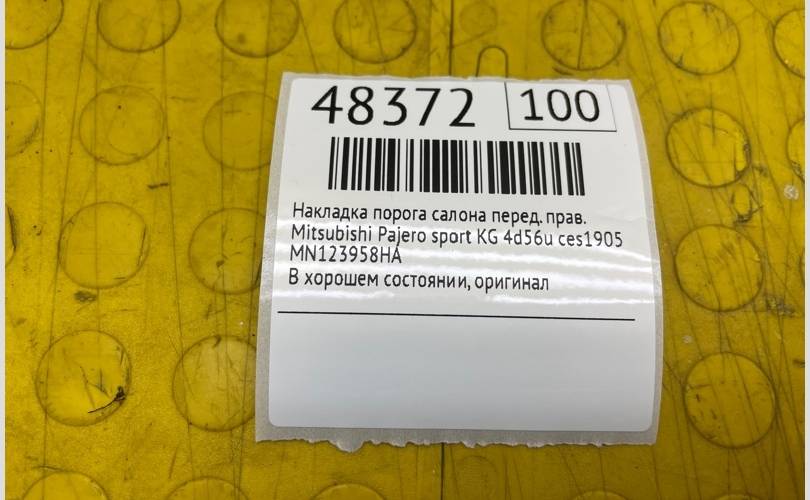 48372 100
Накладка порога салона перед. прав.
Mitsubishi Pajero sport KG 4d56u ces1905
MN123958HA
В хорошем состоянии, оригинал